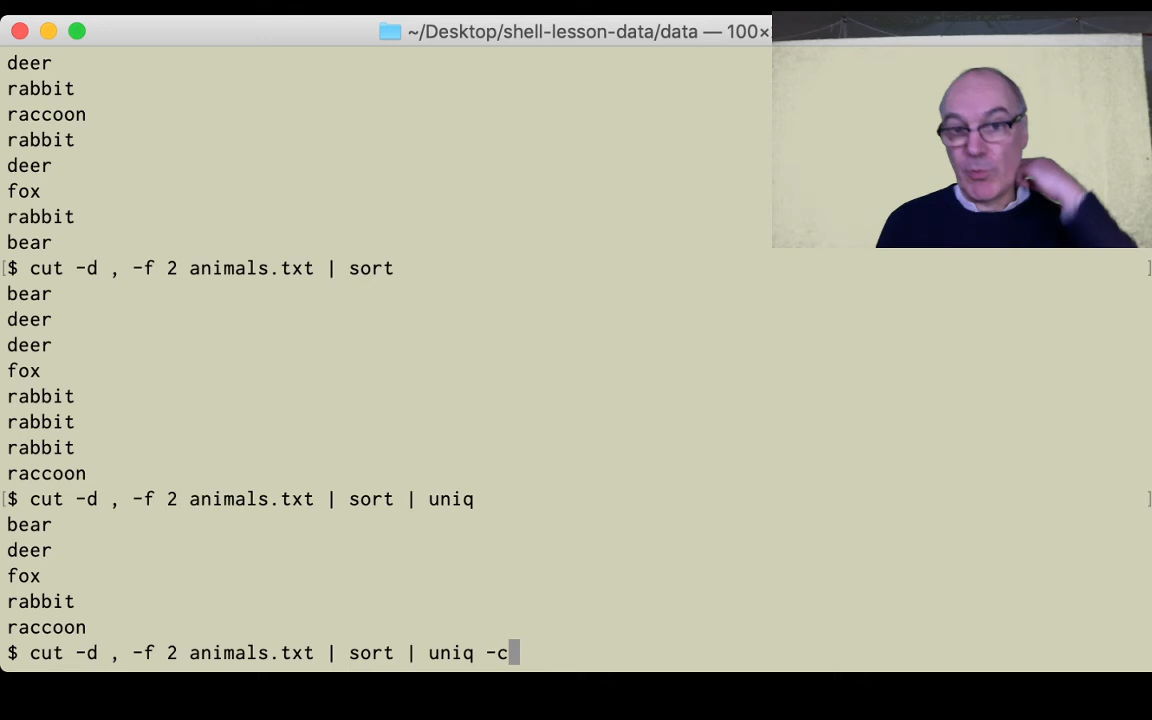 ~/Desktop/shell-lesson-data/data — 100×
deer
rabbit
raccoon
rabbit
deer
fox
rabbit
bear
[$ cut -d , -f 2 animals.txt | sort ]
bear
deer
deer
fox
rabbit
rabbit
rabbit
raccoon
[$ cut -d , -f 2 animals.txt | sort | uniq ]
bear
deer
fox
rabbit
raccoon
$ cut -d , -f 2 animals.txt | sort | uniq -c